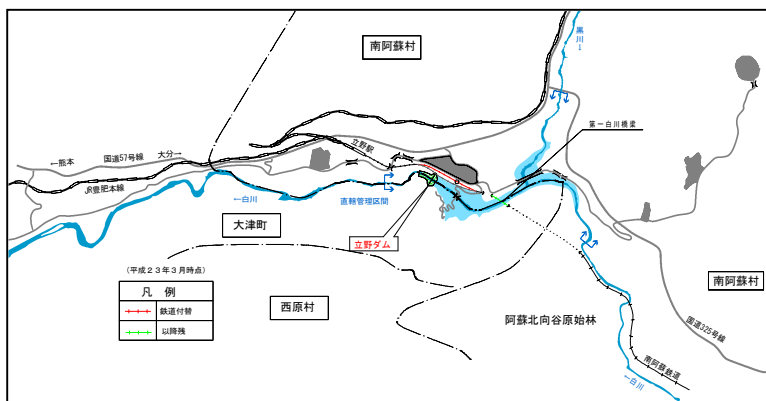 南阿蘇村
黒川→
第一白川橋梁
立野駅
←熊本
国道57号線
大分→
JR豊肥本線
←白川
直轄管理区間
大津町
立野ダム
(平成23年3月時点)
凡 例
鉄道付替
以降残
西原村
阿蘇北向谷原始林
南阿蘇村
国道325号線
南阿蘇鉄道
←白川